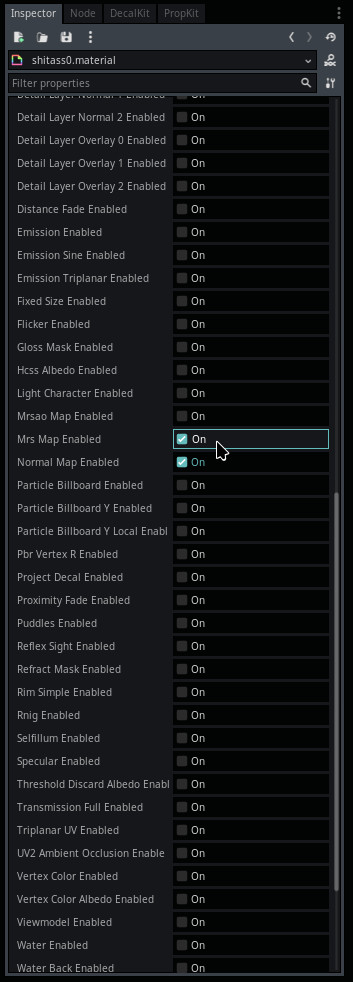 Inspector Node DecalKit PropKit
shitass0.material
Filter properties
Detail Layer Normal 1 Enabled On
Detail Layer Normal 2 Enabled On
Detail Layer Overlay 0 Enabled On
Detail Layer Overlay 1 Enabled On
Detail Layer Overlay 2 Enabled On
Distance Fade Enabled On
Emission Enabled On
Emission Sine Enabled On
Emission Triplanar Enabled On
Fixed Size Enabled On
Flicker Enabled On
Gloss Mask Enabled On
Hcss Albedo Enabled On
Light Character Enabled On
Mrsao Map Enabled On
Mrs Map Enabled On
Normal Map Enabled On
Particle Billboard Enabled On
Particle Billboard Y Enabled On
Particle Billboard Y Local Enabl On
Pbr Vertex R Enabled On
Project Decal Enabled On
Proximity Fade Enabled On
Puddles Enabled On
Reflex Sight Enabled On
Refract Mask Enabled On
Rim Simple Enabled On
Rnig Enabled On
Selfillum Enabled On
Specular Enabled On
Threshold Discard Albedo Enabl On
Transmission Full Enabled On
Triplanar UV Enabled On
UV2 Ambient Occlusion Enable On
Vertex Color Enabled On
Vertex Color Albedo Enabled On
Viewmodel Enabled On
Water Enabled On
Water Back Enabled On